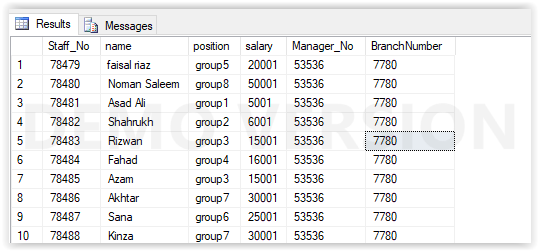 Results Messages
Staff_No name position salary Manager_No BranchNumber
1 78479 faisal riaz group5 20001 53536 7780
2 78480 Noman Saleem group8 50001 53536 7780
3 78481 Asad Ali group1 5001 53536 7780
4 78482 Shahrukh group2 6001 53536 7780
5 78483 Rizwan group3 15001 53536 7780
6 78484 Fahad group4 16001 53536 7780
7 78485 Azam group3 15001 53536 7780
8 78486 Akhtar group7 30001 53536 7780
9 78487 Sana group6 25001 53536 7780
10 78488 Kinza group7 30001 53536 7780
DEMO VERSION